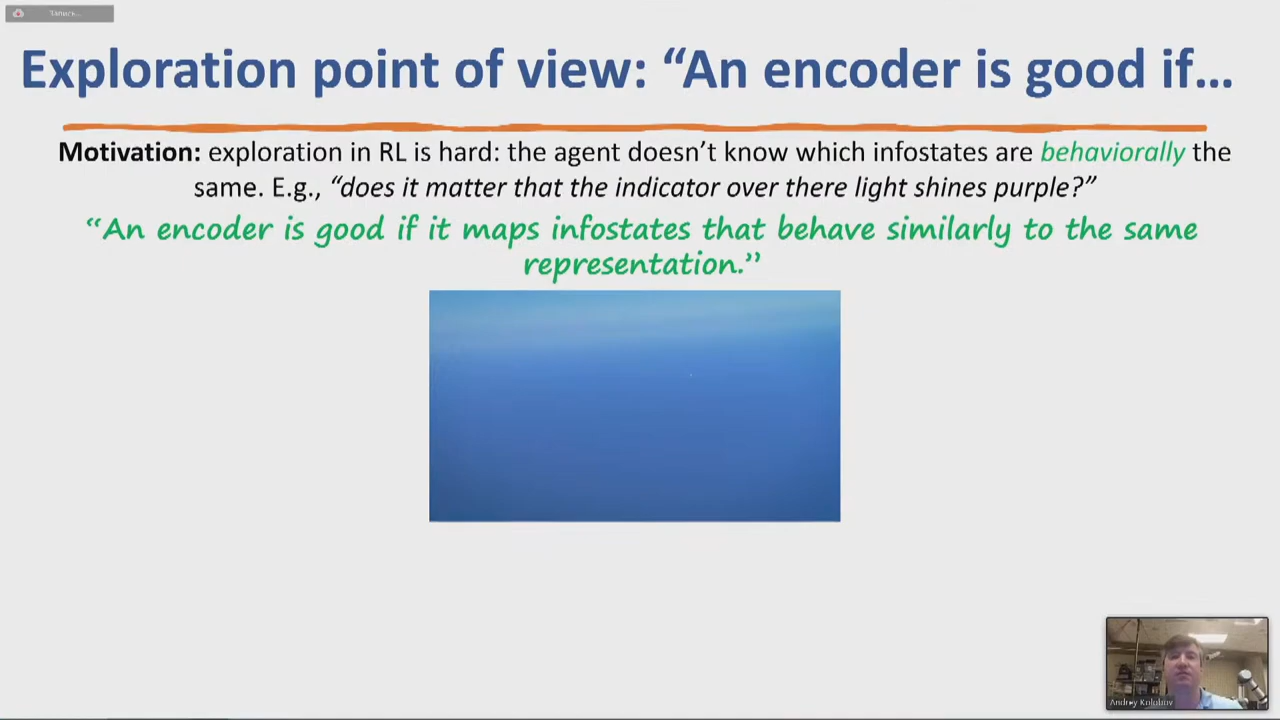 Запись...
Exploration point of view: “An encoder is good if…
Motivation: exploration in RL is hard: the agent doesn’t know which infostates are behaviorally the
same. E.g., “does it matter that the indicator over there light shines purple?”
“An encoder is good if it maps infostates that behave similarly to the same
representation.”
Andrey Kolobov